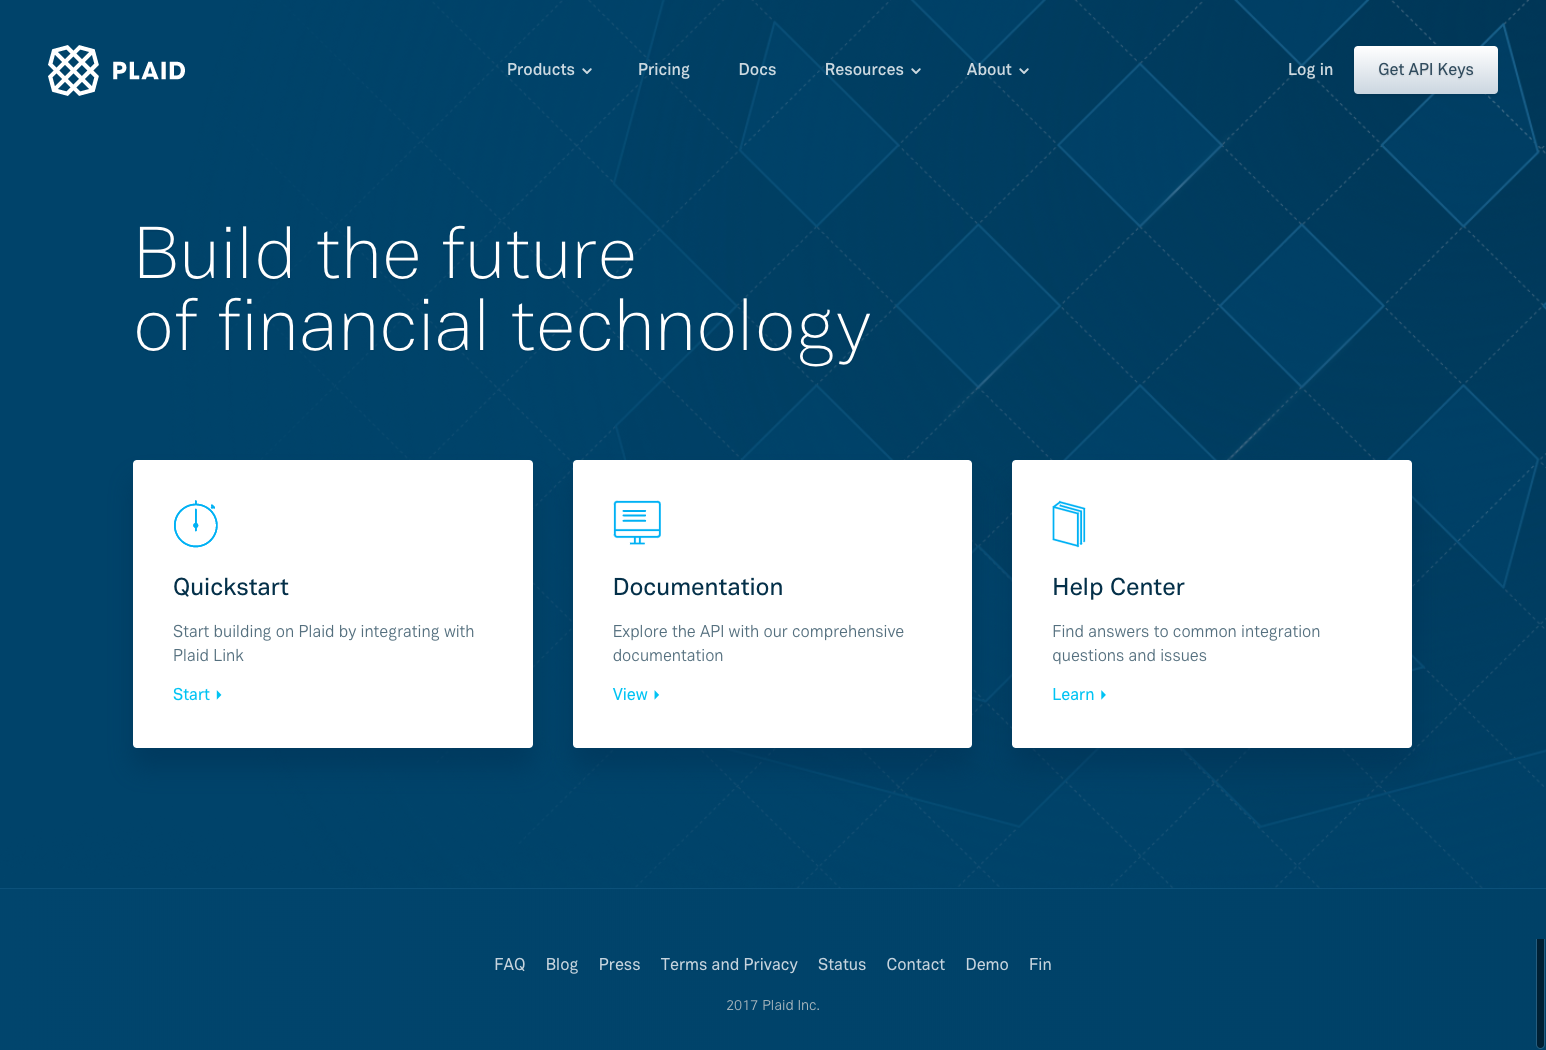 PLAID
Products Pricing Docs Resources About Log in Get API Keys
Build the future
of financial technology
Quickstart
Start building on Plaid by integrating with
Plaid Link
Start
Documentation
Explore the API with our comprehensive
documentation
View
Help Center
Find answers to common integration
questions and issues
Learn
FAQ Blog Press Terms and Privacy Status Contact Demo Fin
2017 Plaid Inc.